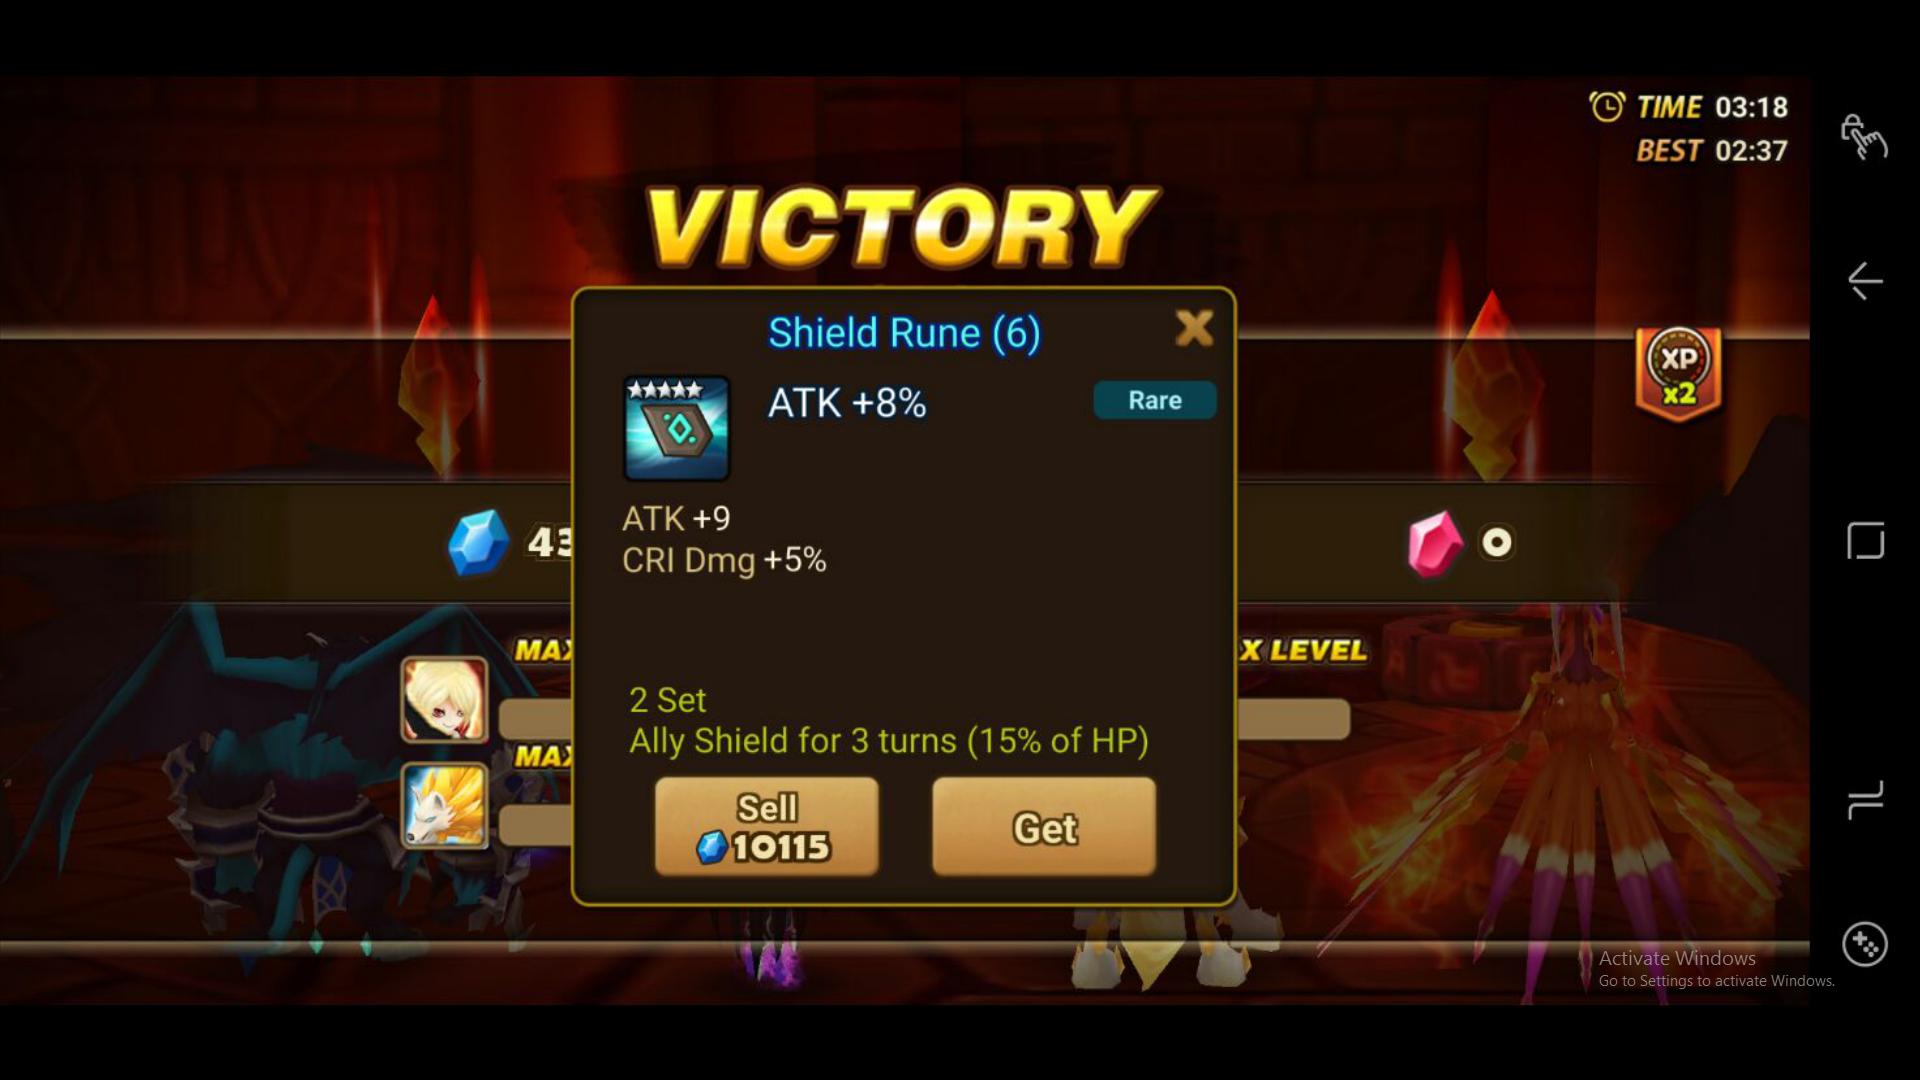 TIME 03:18
BEST 02:37
VICTORY
Shield Rune (6)
ATK +8%
Rare
XP
x2
ATK +9
CRI Dmg +5%
43
0
MAX
X LEVEL
2 Set
Ally Shield for 3 turns (15% of HP)
MAX
Sell
10115
Get
Activate Windows
Go to Settings to activate Windows.